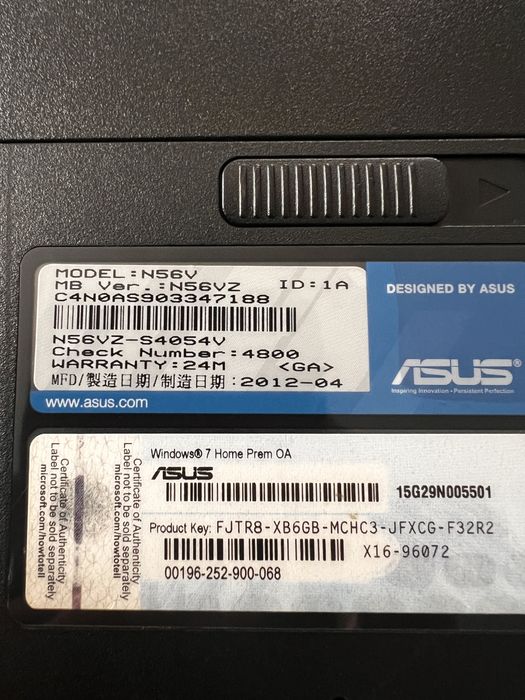 MODEL:N56V
MB Ver.:N56VZ ID:1A
C4N0AS903347188
N56VZ-S4054V
Check Number:4800
WARRANTY:24M <GA>
MFD/製造日期/制造日期:2012-04
www.asus.com
DESIGNED BY ASUS
ASUS®
Inspiring Innovation • Persistent Perfection
Certificate of Authenticity
Label not to be sold separately
microsoft.com/howtotell
Certificate of Authenticity
Label not to be sold separately
microsoft.com/howtotell
Windows® 7 Home Prem OA
ASUS
15G29N005501
Product Key: FJTR8-XB6GB-MCHC3-JFXCG-F32R2
X16-96072
00196-252-900-068